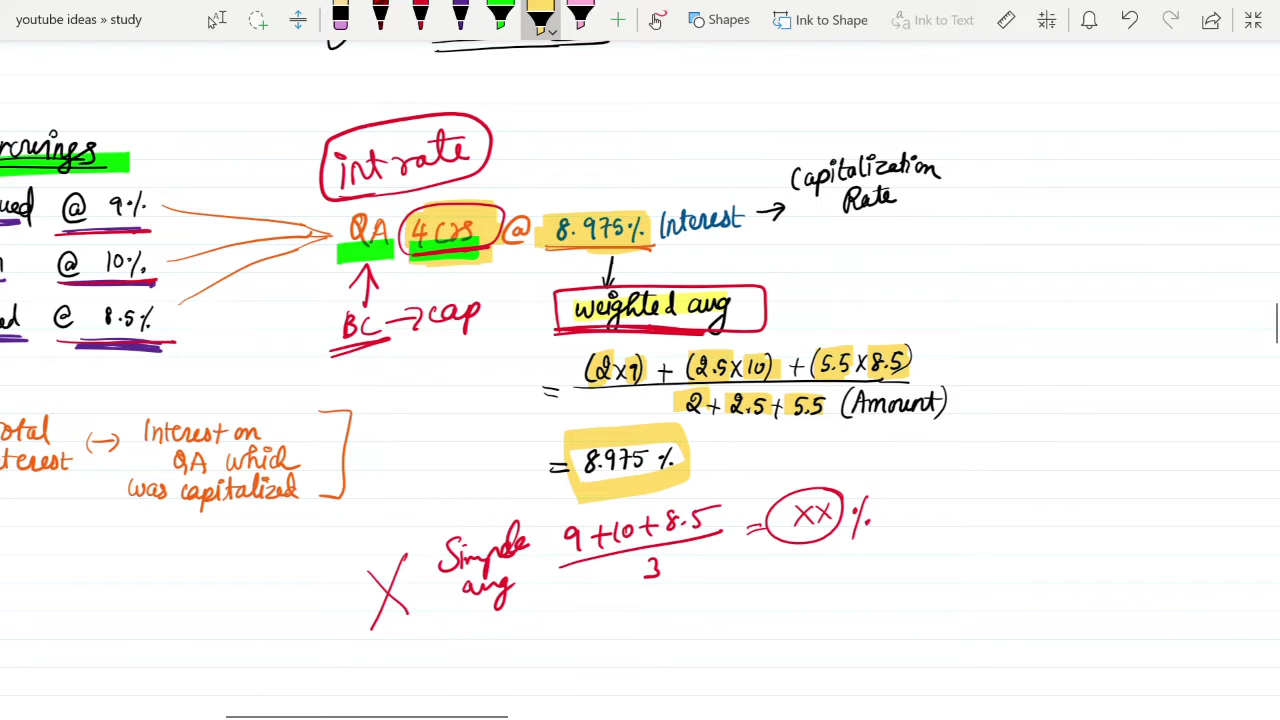 youtube ideas » study
Shapes
Ink to Shape
Ink to Text
rowings
int rate
ued @ 9%
QA 4 CRS @ 8.975% Interest → Capitalization Rate
@ 10%
@ 8.5%
BC → cap
weighted avg
= (2×9) + (2.5×10) + (5.5×8.5)
2 + 2.5 + 5.5 (Amount)
= 8.975 %
otal Interest on
terest QA which
was capitalized
X Simple avg 9+10+8.5 = XX %
3